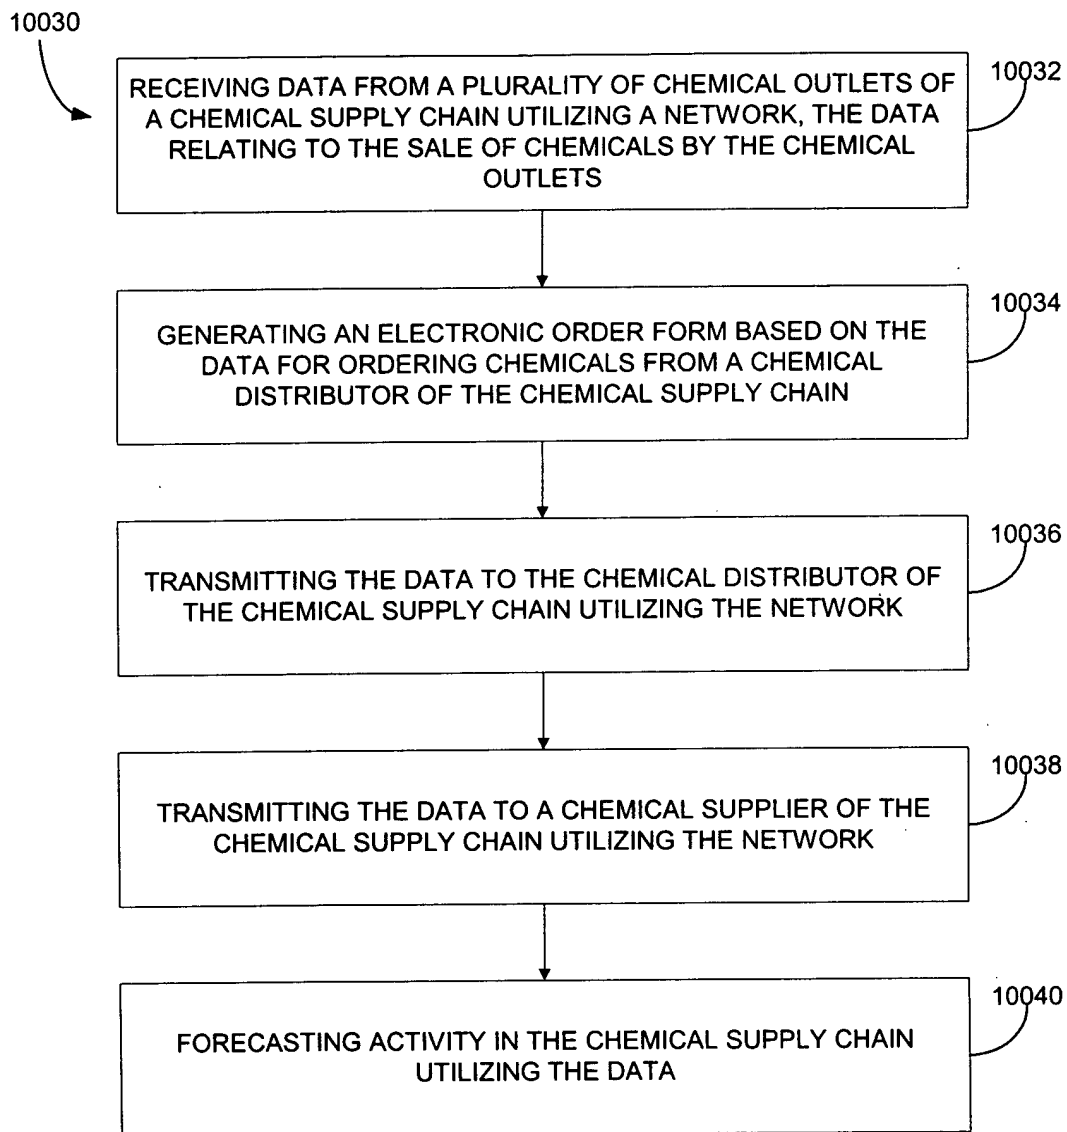 10030
10032
RECEIVING DATA FROM A PLURALITY OF CHEMICAL OUTLETS OF
A CHEMICAL SUPPLY CHAIN UTILIZING A NETWORK, THE DATA
RELATING TO THE SALE OF CHEMICALS BY THE CHEMICAL
OUTLETS
10034
GENERATING AN ELECTRONIC ORDER FORM BASED ON THE
DATA FOR ORDERING CHEMICALS FROM A CHEMICAL
DISTRIBUTOR OF THE CHEMICAL SUPPLY CHAIN
10036
TRANSMITTING THE DATA TO THE CHEMICAL DISTRIBUTOR OF
THE CHEMICAL SUPPLY CHAIN UTILIZING THE NETWORK
10038
TRANSMITTING THE DATA TO A CHEMICAL SUPPLIER OF THE
CHEMICAL SUPPLY CHAIN UTILIZING THE NETWORK
10040
FORECASTING ACTIVITY IN THE CHEMICAL SUPPLY CHAIN
UTILIZING THE DATA